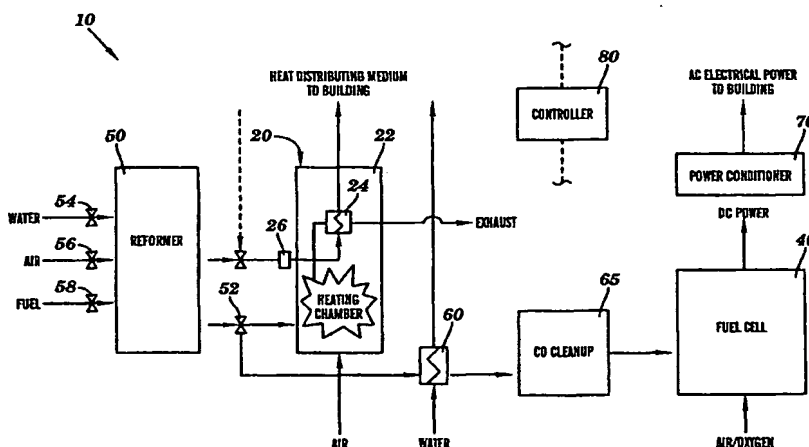 10
HEAT DISTRIBUTING MEDIUM
TO BUILDING
80
CONTROLLER
AC ELECTRICAL POWER
TO BUILDING
70
POWER CONDITIONER
50
20
22
54
WATER
REFORMER
24
26
EXHAUST
DC POWER
56
AIR
58
FUEL
52
HEATING
CHAMBER
60
65
CO CLEANUP
FUEL CELL
AIR
WATER
AIR/OXYGEN